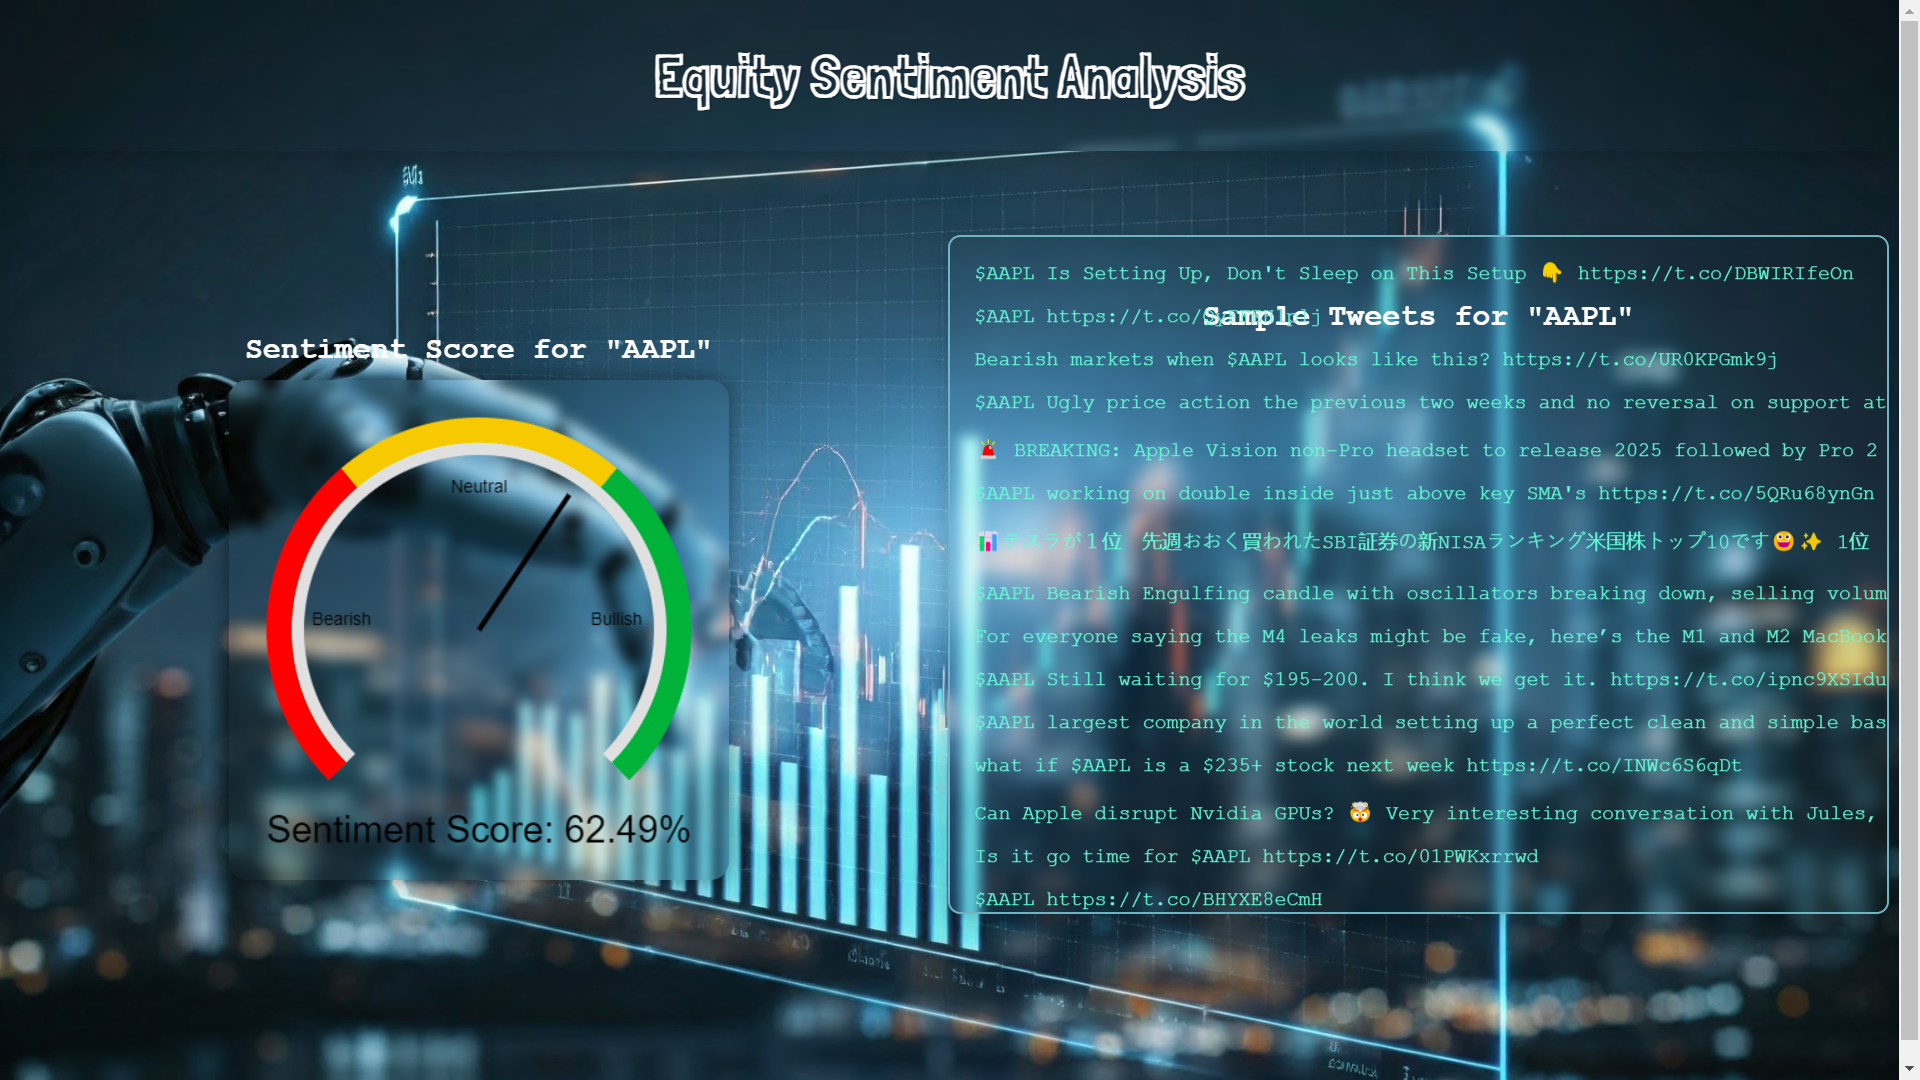 Equity Sentiment Analysis
Sentiment Score for "AAPL"
Neutral
Bearish
Bullish
Sentiment Score: 62.49%
Sample Tweets for "AAPL"
$AAPL Is Setting Up, Don't Sleep on This Setup 👇 https://t.co/DBWIRIfeOn
$AAPL https://t.co/
Bearish markets when $AAPL looks like this? https://t.co/UR0KPGmk9j
$AAPL Ugly price action the previous two weeks and no reversal on support at
🚨 BREAKING: Apple Vision non-Pro headset to release 2025 followed by Pro 2
$AAPL working on double inside just above key SMA's https://t.co/5QRu68ynGn
📊テスラが１位 先週おおく買われたSBI証券の新NISAランキング米国株トップ10です😀✨ 1位
$AAPL Bearish Engulfing candle with oscillators breaking down, selling volum
For everyone saying the M4 leaks might be fake, here’s the M1 and M2 MacBook
$AAPL Still waiting for $195-200. I think we get it. https://t.co/ipnc9XSIdu
$AAPL largest company in the world setting up a perfect clean and simple bas
what if $AAPL is a $235+ stock next week https://t.co/INWc6S6qDt
Can Apple disrupt Nvidia GPUs? 🤯 Very interesting conversation with Jules,
Is it go time for $AAPL https://t.co/01PWKxrrwd
$AAPL https://t.co/BHYXE8eCmH